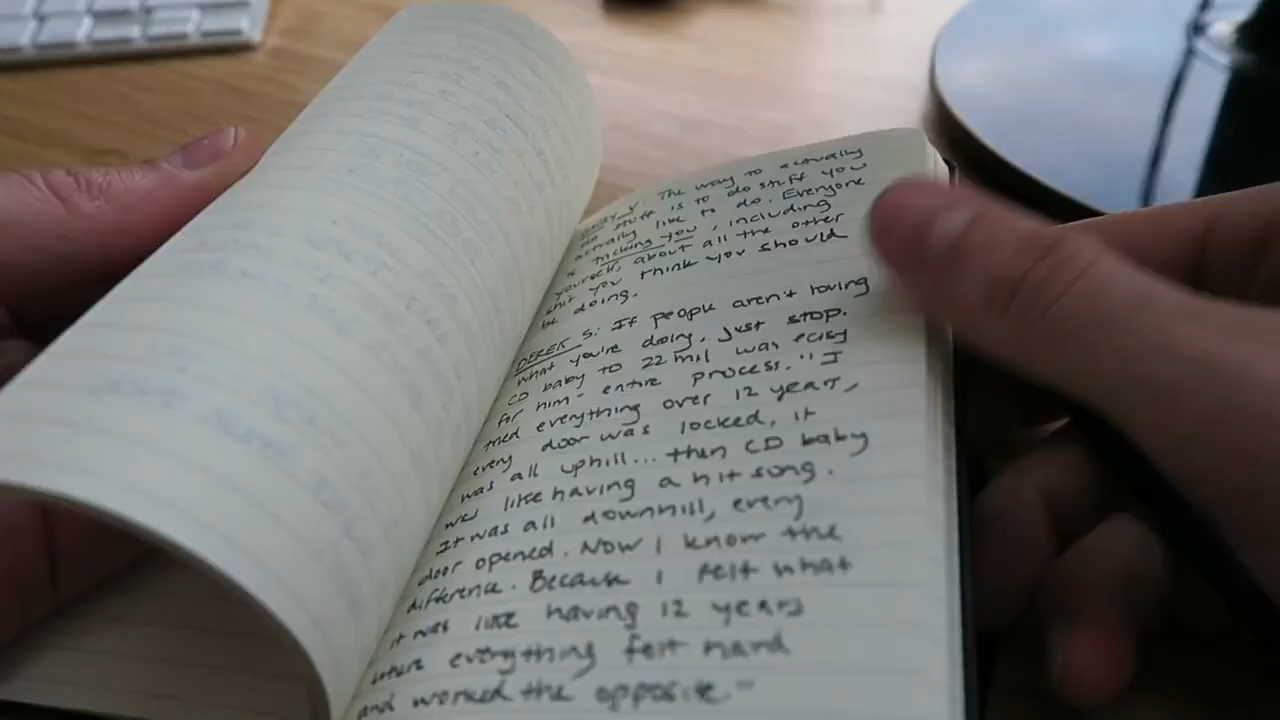 The way to actually
do stuff is to do stuff you
actually like to do. Everyone
is tricking you, including
yourself, about all the other
shit you think you should
be doing.
DEREK S: If people aren't loving
what you're doing, just stop.
CD baby to 22 mil was easy
for him - entire process. "I
tried everything over 12 years,
every door was locked, it
was all uphill... then CD baby
was like having a hit song.
It was all downhill, every
door opened. Now I know the
difference. Because I felt what
it was like having 12 years
where everything felt hard
and worked the opposite."